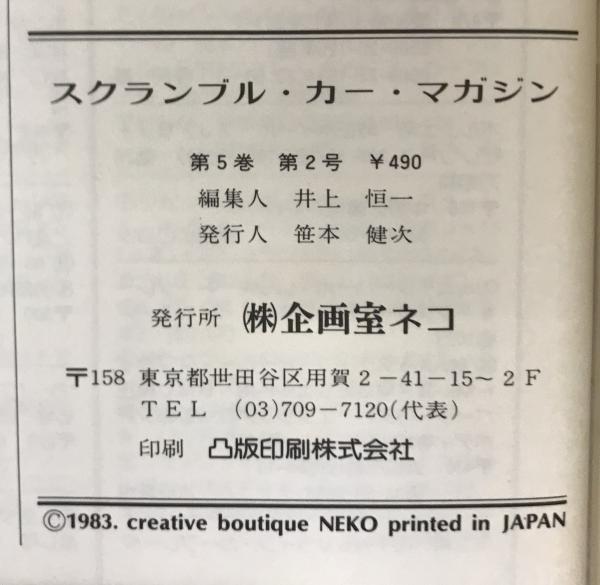 スクランブル・カー・マガジン
第5巻 第2号 ¥490
編集人 井上 恒一
発行人 笹本 健次
発行所 ㈱企画室ネコ
〒158 東京都世田谷区用賀2-41-15~2F
TEL (03)709-7120(代表)
印刷 凸版印刷株式会社
©1983. creative boutique NEKO printed in JAPAN